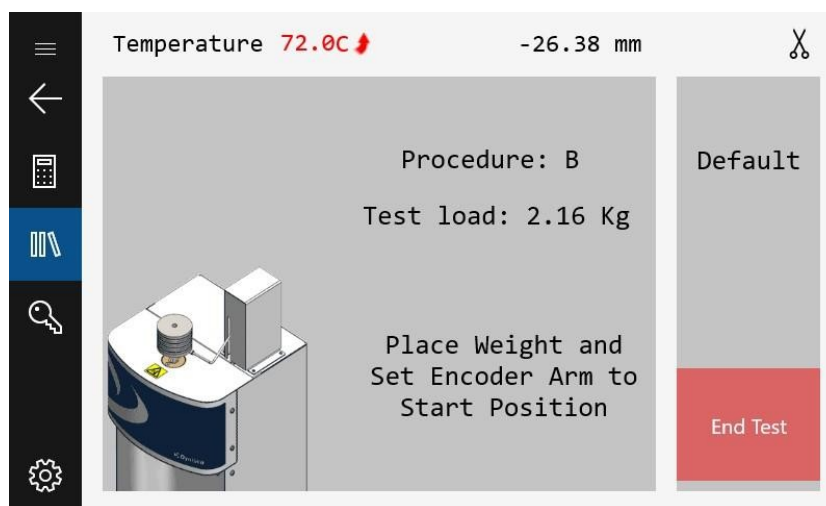 Temperature 72.0C -26.38 mm
Procedure: B
Test load: 2.16 Kg
Place Weight and
Set Encoder Arm to
Start Position
Default
End Test
Dynisco